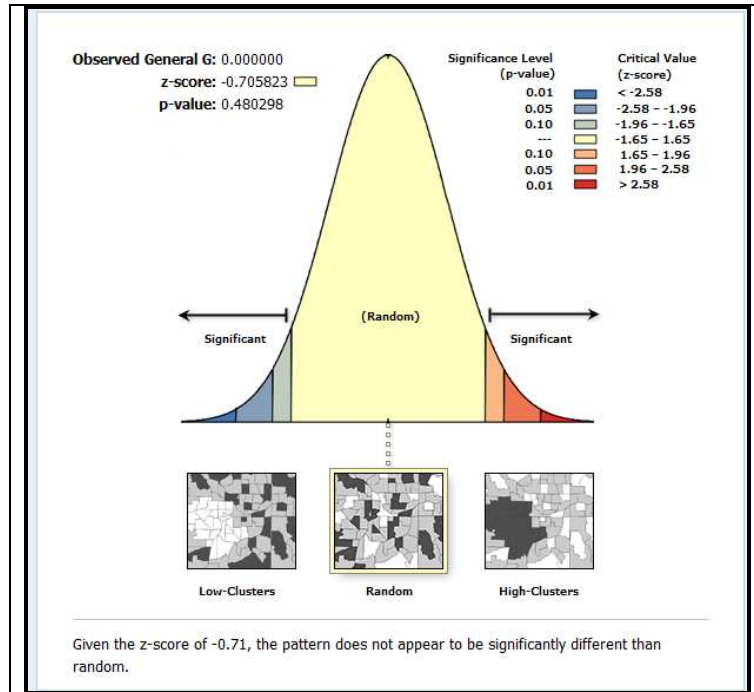 Observed General G: 0.000000
z-score: -0.705823
p-value: 0.480298
Significance Level
(p-value)
Critical Value
(z-score)
0.01 < -2.58
0.05 -2.58 – -1.96
0.10 -1.96 – -1.65
--- -1.65 – 1.65
0.10 1.65 – 1.96
0.05 1.96 – 2.58
0.01 > 2.58
(Random)
Significant
Significant
Low-Clusters
Random
High-Clusters
Given the z-score of -0.71, the pattern does not appear to be significantly different than
random.